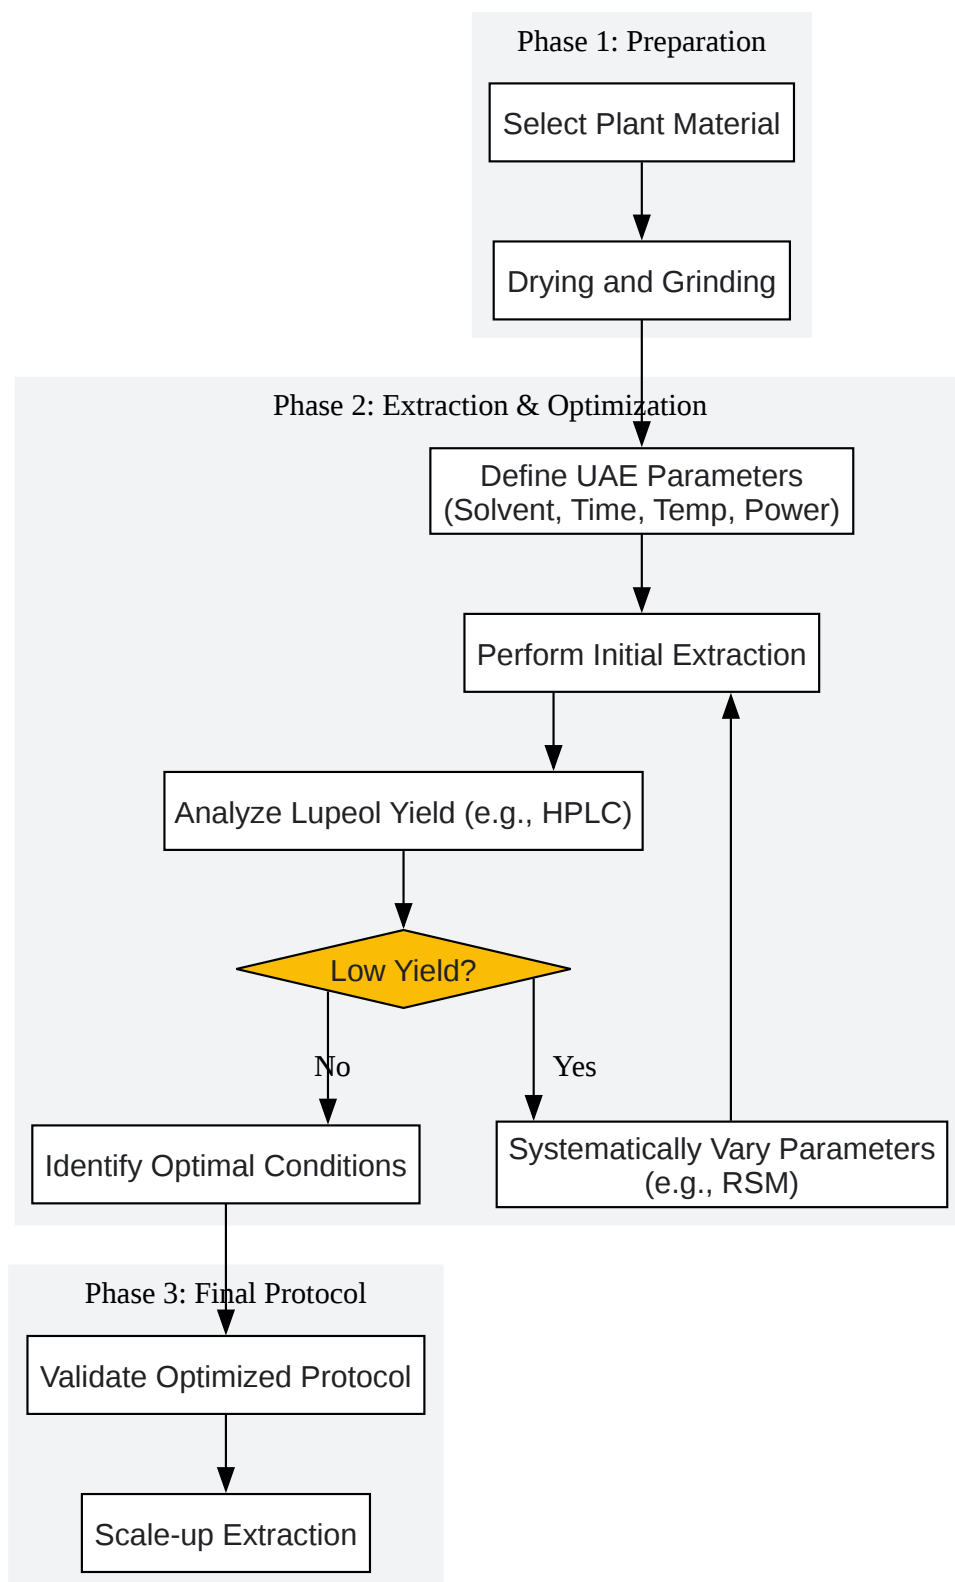 Phase 1: Preparation
Select Plant Material
Drying and Grinding
Phase 2: Extraction & Optimization
Define UAE Parameters
(Solvent, Time, Temp, Power)
Perform Initial Extraction
Analyze Lupeol Yield (e.g., HPLC)
Low Yield?
No
Yes
Identify Optimal Conditions
Systematically Vary Parameters
(e.g., RSM)
Phase 3: Final Protocol
Validate Optimized Protocol
Scale-up Extraction